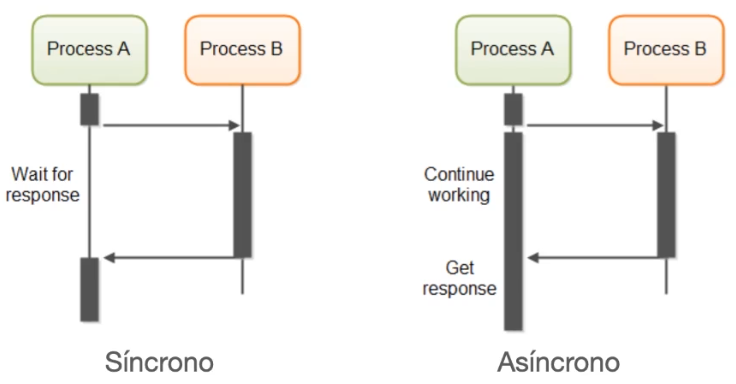 Process A
Process B
Wait for
response
Síncrono
Process A
Process B
Continue
working
Get
response
Asíncrono